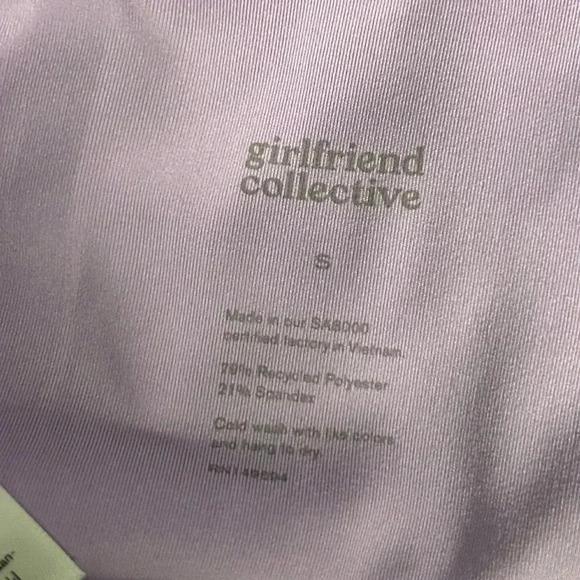 girlfriend
collective
S
Made in our SA8000
certified factory in Vietnam.
79% Recycled Polyester
21% Spandex
Cold wash with like colors
and hang to dry